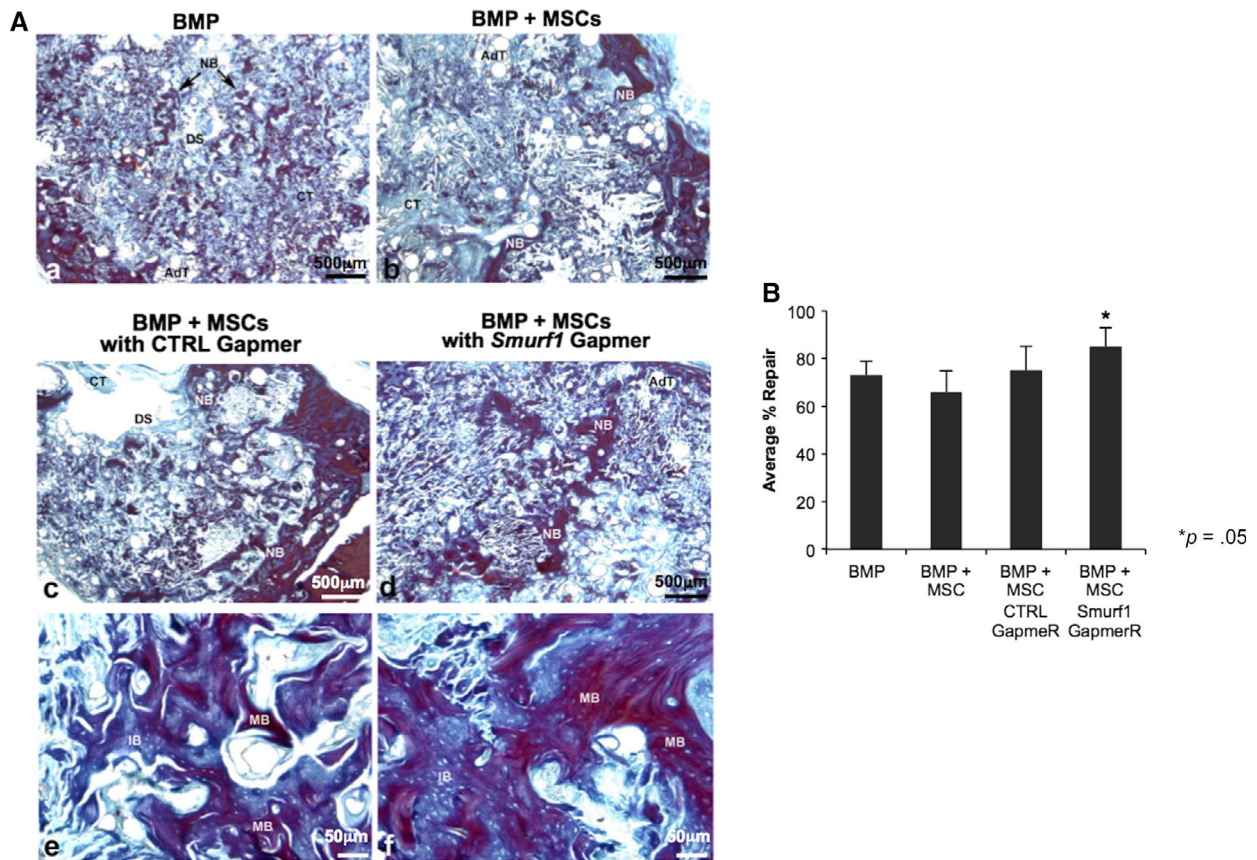 A
BMP
BMP + MSCs
NB
DS
CT
AdT
500µm
a
AdT
NB
CT
NB
500µm
b
BMP + MSCs
with CTRL Gapmer
BMP + MSCs
with Smurf1 Gapmer
CT
NB
DS
NB
500µm
c
AdT
NB
NB
500µm
d
IB
MB
MB
50µm
e
MB
MB
IB
50µm
f
B
Average % Repair
100
80
60
40
20
0
*
BMP
BMP +
MSC
BMP +
MSC
CTRL
GapmeR
BMP +
MSC
Smurf1
GapmerR
*p = .05